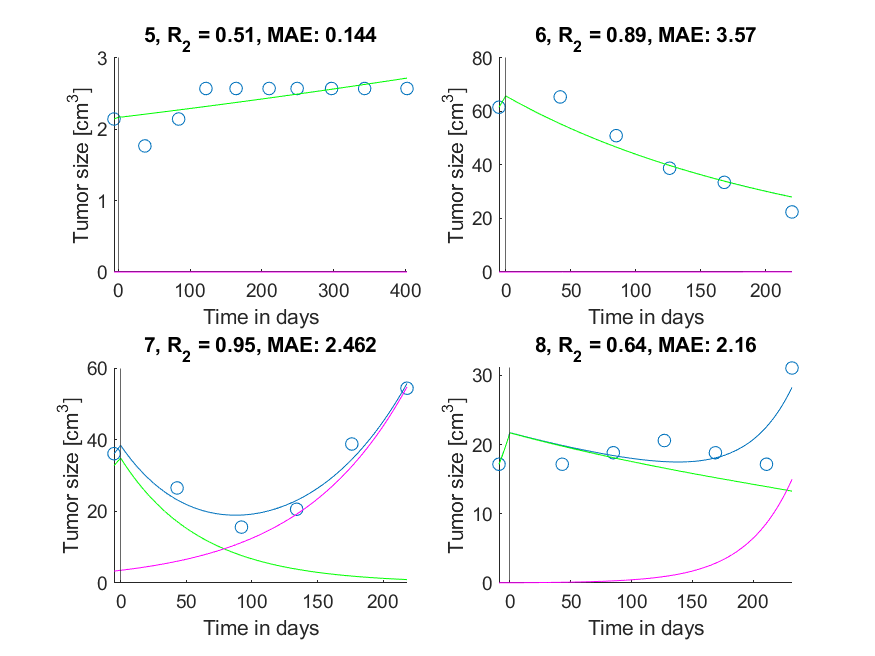 5, R2 = 0.51, MAE: 0.144
3
2
1
0
Tumor size [cm3]
0 100 200 300 400
Time in days
6, R2 = 0.89, MAE: 3.57
80
60
40
20
0
Tumor size [cm3]
0 50 100 150 200
Time in days
7, R2 = 0.95, MAE: 2.462
60
40
20
0
Tumor size [cm3]
0 50 100 150 200
Time in days
8, R2 = 0.64, MAE: 2.16
30
20
10
0
Tumor size [cm3]
0 50 100 150 200
Time in days